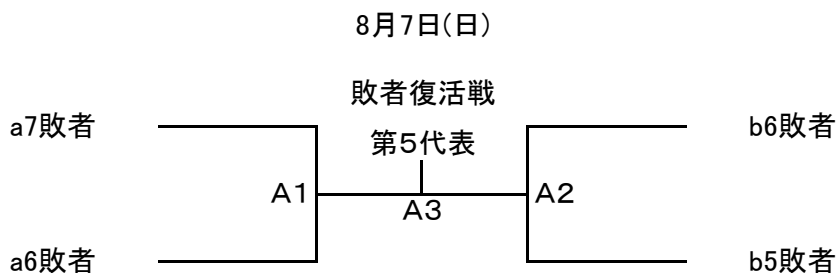 8月7日(日)
敗者復活戦
第5代表
a7敗者
b6敗者
A1
A3
A2
a6敗者
b5敗者